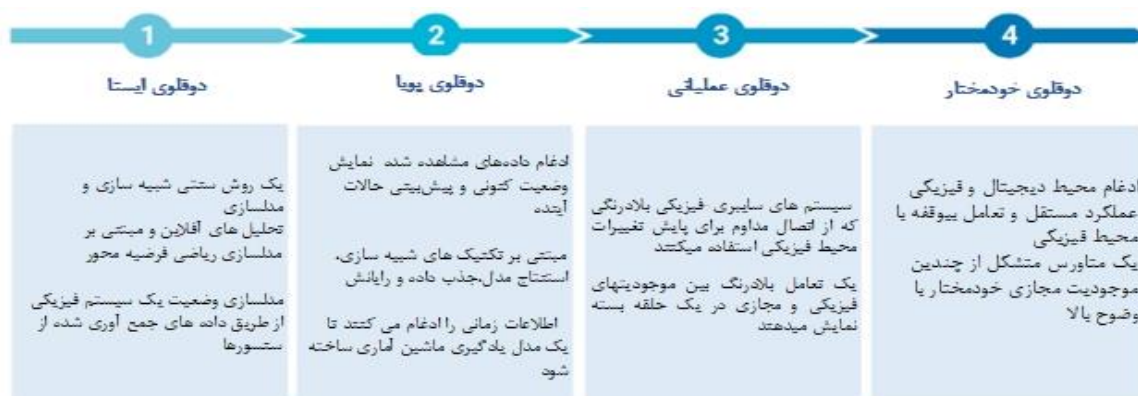 1
2
3
4
دوقلوی ایستا
دوقلوی پویا
دوقلوی عملیاتی
دوقلوی خودمختار
یک روش سنتی شبیه سازی و
مدلسازی
تحلیل های آفلاین و مبتنی بر
مدلسازی ریاضی فرضیه محور
مدلسازی وضعیت یک سیستم فیزیکی
از طریق داده های جمع آوری شده از
سنسورها
ادغام داده‌های مشاهده شده نمایش
وضعیت کنونی و پیش‌بینی حالات
آینده
مبتنی بر تکنیک های شبیه سازی،
استنتاج مدل،جذب داده و رایانش
اطلاعات زمانی را ادغام می کنند تا
یک مدل یادگیری ماشین آماری ساخته
شود
سیستم های سایبری -فیزیکی بلادرنگی
که از اتصال مداوم برای پایش تغییرات
محیط فیزیکی استفاده میکنند
یک تعامل بلادرنگ بین موجودیتهای
فیزیکی و مجازی در یک حلقه بسته
نمایش میدهند
ادغام محیط دیجیتال و فیزیکی
عملکرد مستقل و تعامل بیوقفه با
محیط فیزیکی
یک متاورس متشکل از چندین
موجودیت مجازی خودمختار با
وضوح بالا